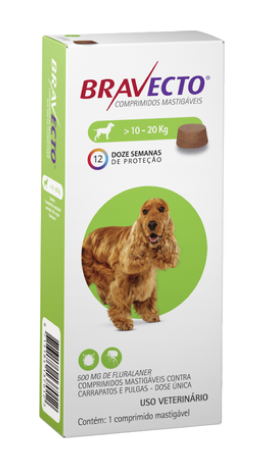 BRAVECTO®
COMPRIMIDOS MASTIGÁVEIS
> 10 – 20 Kg
12
DOZE SEMANAS
DE PROTEÇÃO
500 MG DE FLURALANER
COMPRIMIDOS MASTIGÁVEIS CONTRA
CARRAPATOS E PULGAS - DOSE ÚNICA
USO VETERINÁRIO
Contém: 1 comprimido mastigável